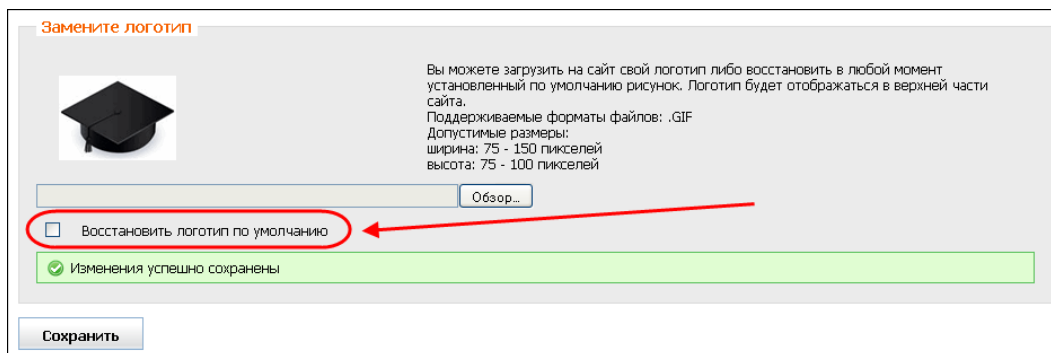 Замените логотип
Вы можете загрузить на сайт свой логотип либо восстановить в любой момент
установленный по умолчанию рисунок. Логотип будет отображаться в верхней части
сайта.
Поддерживаемые форматы файлов: .GIF
Допустимые размеры:
ширина: 75 - 150 пикселей
высота: 75 - 100 пикселей
Обзор...
Восстановить логотип по умолчанию
Изменения успешно сохранены
Сохранить